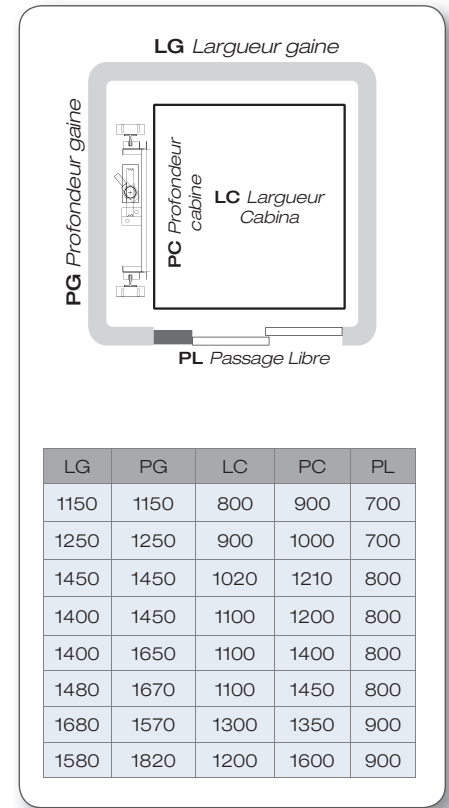 LG Largueur gaine
PG Profondeur gaine
PC Profondeur
cabine
LC Largueur
Cabina
PL Passage Libre
LG PG LC PC PL
1150 1150 800 900 700
1250 1250 900 1000 700
1450 1450 1020 1210 800
1400 1450 1100 1200 800
1400 1650 1100 1400 800
1480 1670 1100 1450 800
1680 1570 1300 1350 900
1580 1820 1200 1600 900